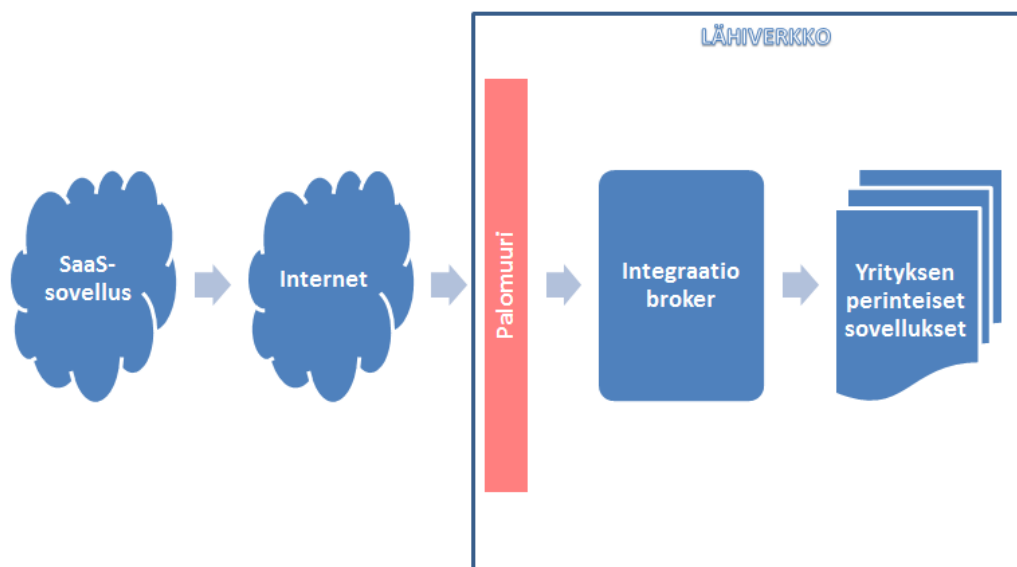 LÄHIVERKKO
SaaS-
sovellus
Internet
Palomuuri
Integraatio
broker
Yrityksen
perinteiset
sovellukset